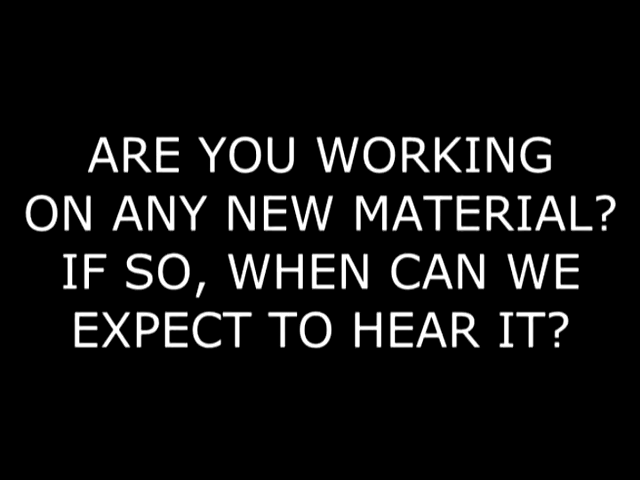 ARE YOU WORKING
ON ANY NEW MATERIAL?
IF SO, WHEN CAN WE
EXPECT TO HEAR IT?